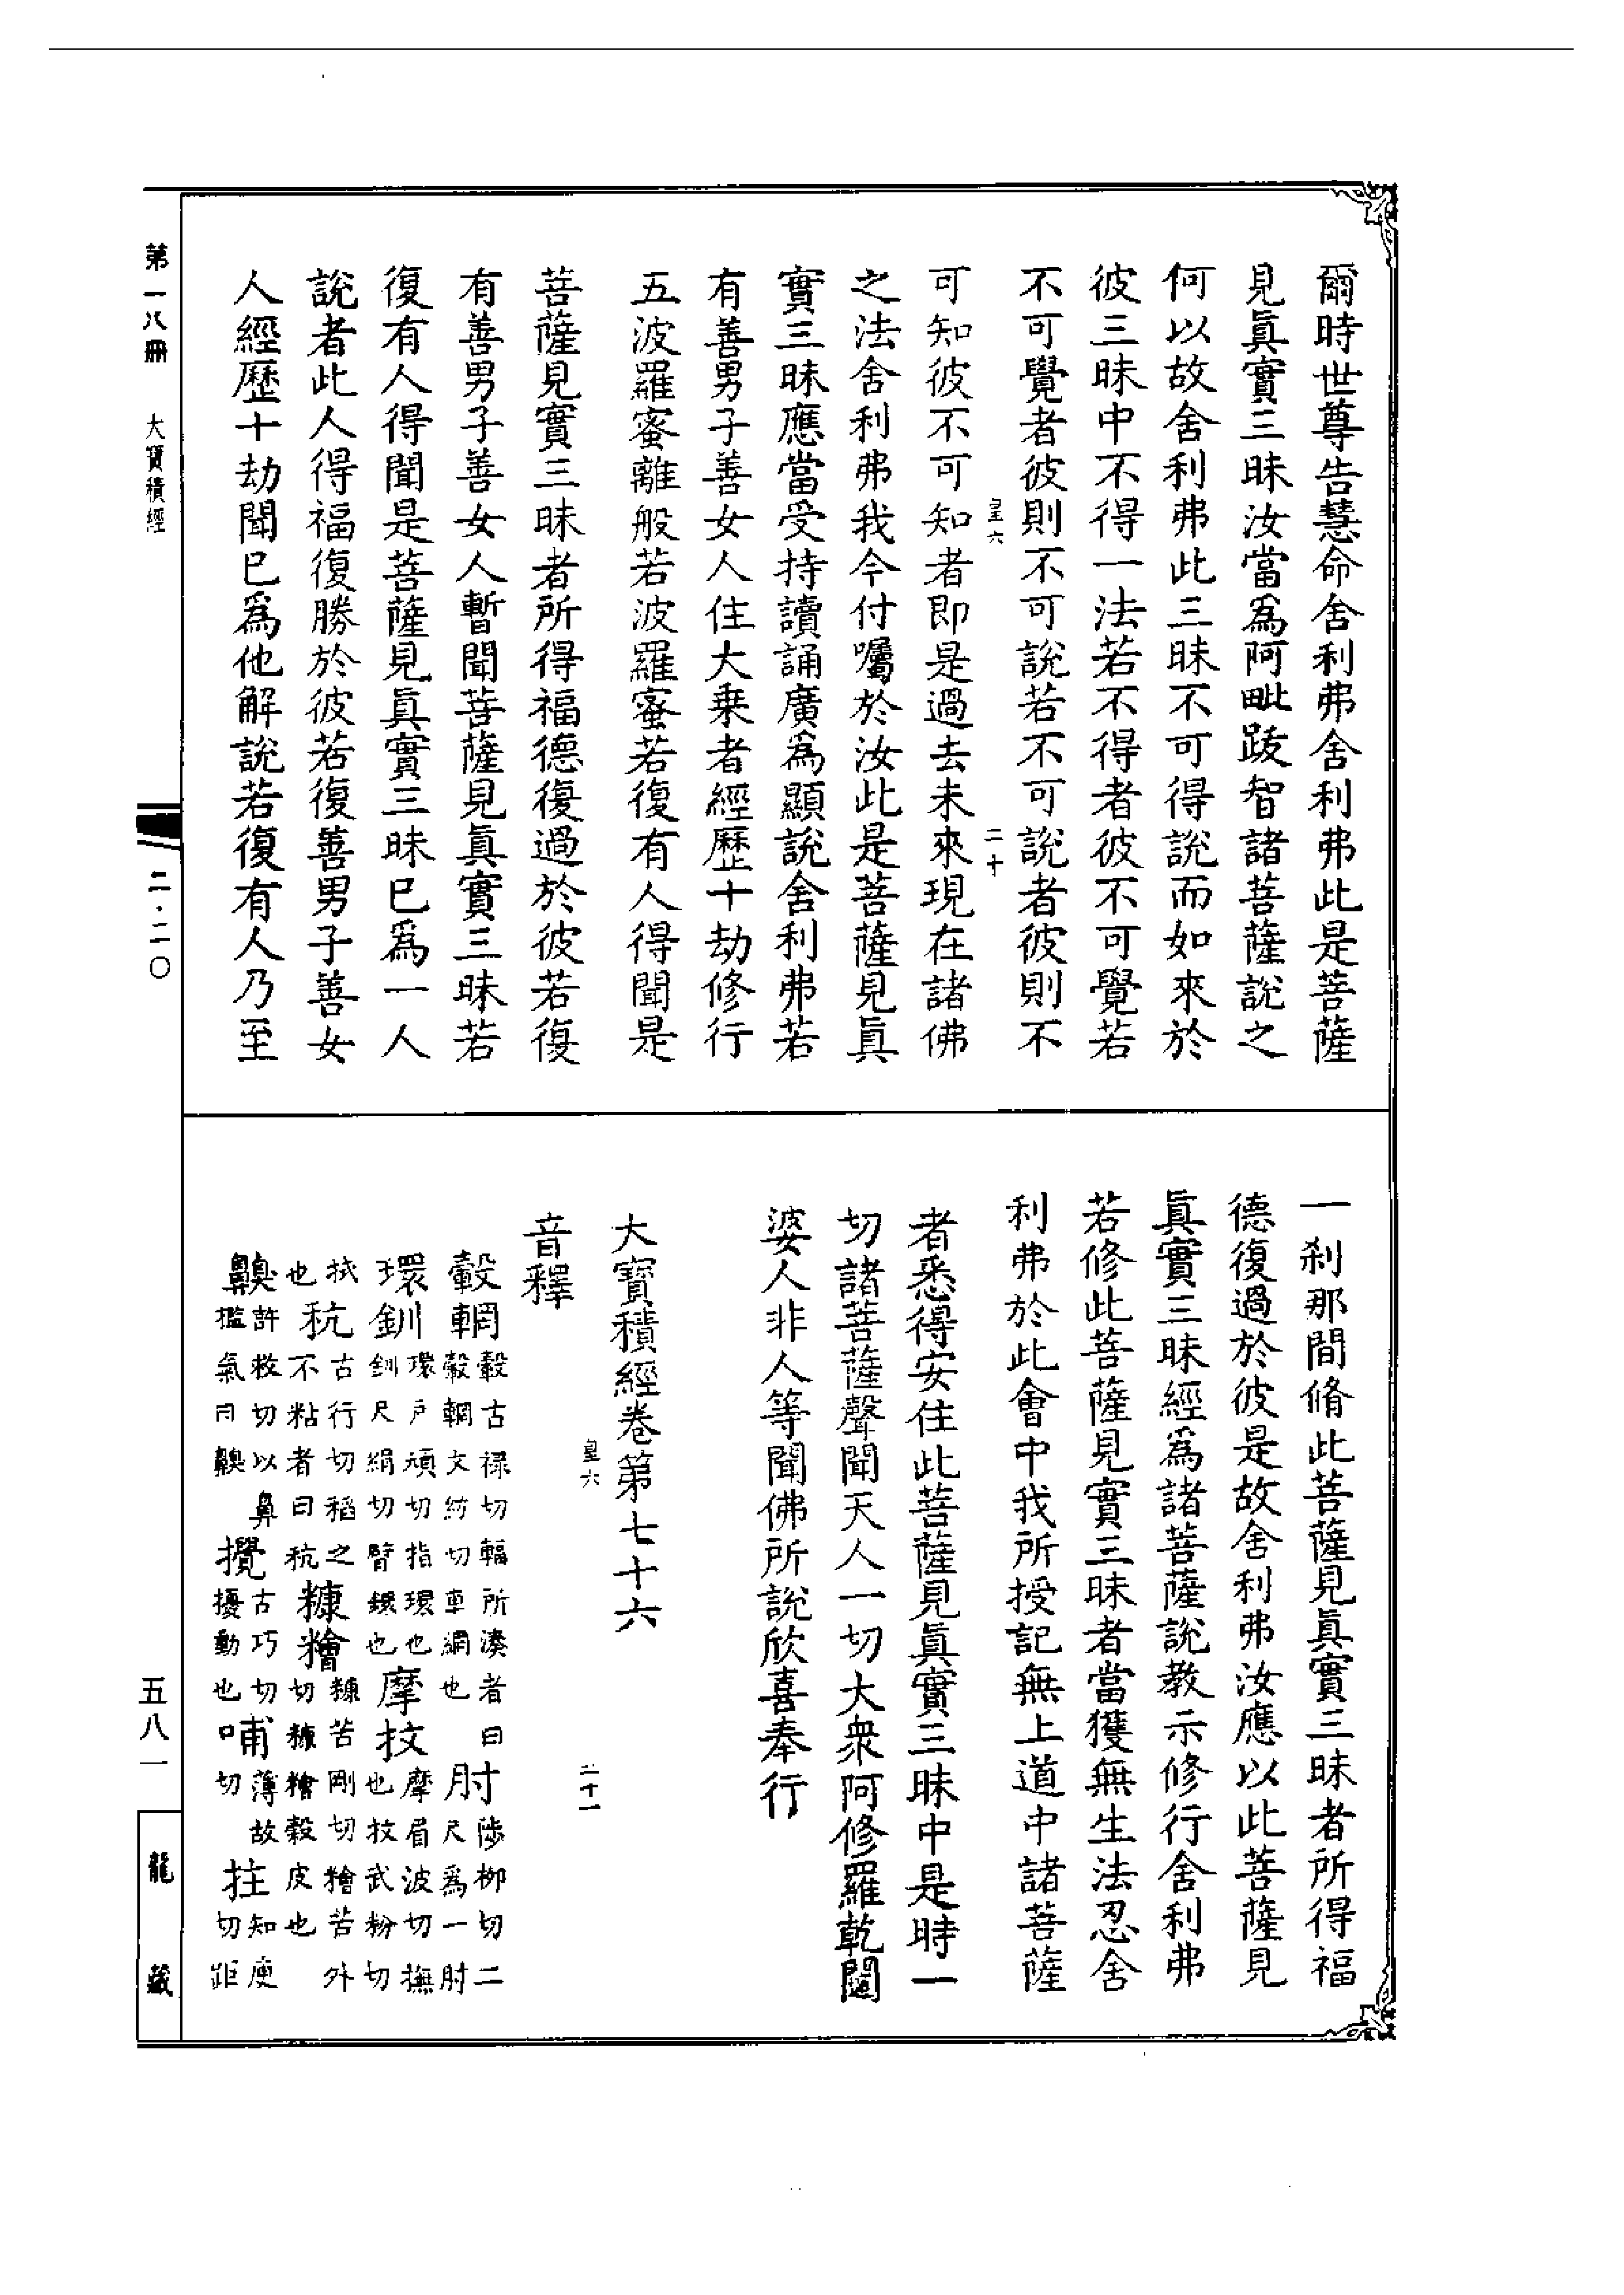 爾時世尊告慧命舍利弗舍利弗此是菩薩
見眞實三昧汝當爲阿毗跋智諸菩薩說之
何以故舍利弗此三昧不可得說而如來於
彼三昧中不得一法若不得者彼不可覺若
不可覺者彼則不可說若不可說者彼則不
皇六
二十
可知彼不可知者即是過去未來現在諸佛
之法舍利弗我今付囑於汝此是菩薩見眞
實三昧應當受持讀誦廣爲顯說舍利弗若
有善男子善女人住大乗者經歷十劫修行
五波羅蜜離般若波羅蜜若復有人得聞是
菩薩見實三昧者所得福德復過於彼若復
有善男子善女人暫聞菩薩見眞實三昧若
復有人得聞是菩薩見眞實三昧已爲一人
說者此人得福復勝於彼若復善男子善女
人經歷十劫聞已爲他解說若復有人乃至
一刹那間脩此菩薩見眞實三昧者所得福
德復過於彼是故舍利弗汝應以此菩薩見
眞實三昧經爲諸菩薩說教示修行舍利弗
若修此菩薩見實三昧者當獲無生法忍舍
利弗於此會中我所授記無上道中諸菩薩
者悉得安住此菩薩見眞實三昧中是時一
切諸菩薩聲聞天人一切大衆阿修羅乾闥
婆人非人等聞佛所說欣喜奉行
大寶積經卷第七十六
皇六
二十一
音釋
轂輞 轂古祿切輻所湊者曰轂輞文紡切車網也 肘 陟柳切二尺爲一肘
環釧 環戶頑切指環也釧尺絹切臂鐶也 摩抆 摩眉波切撫也抆武粉切
拭也 秔 古行切稻之不粘者曰秔 糠糩 糠苦剛切糩苦外切糠糩穀皮也
齅 許救切以鼻檻氣曰齅 攪 古巧切擾動也 哺 薄故切 拄 知庾切距
第一八冊
大寶積經
二·二〇
五八一
龍藏